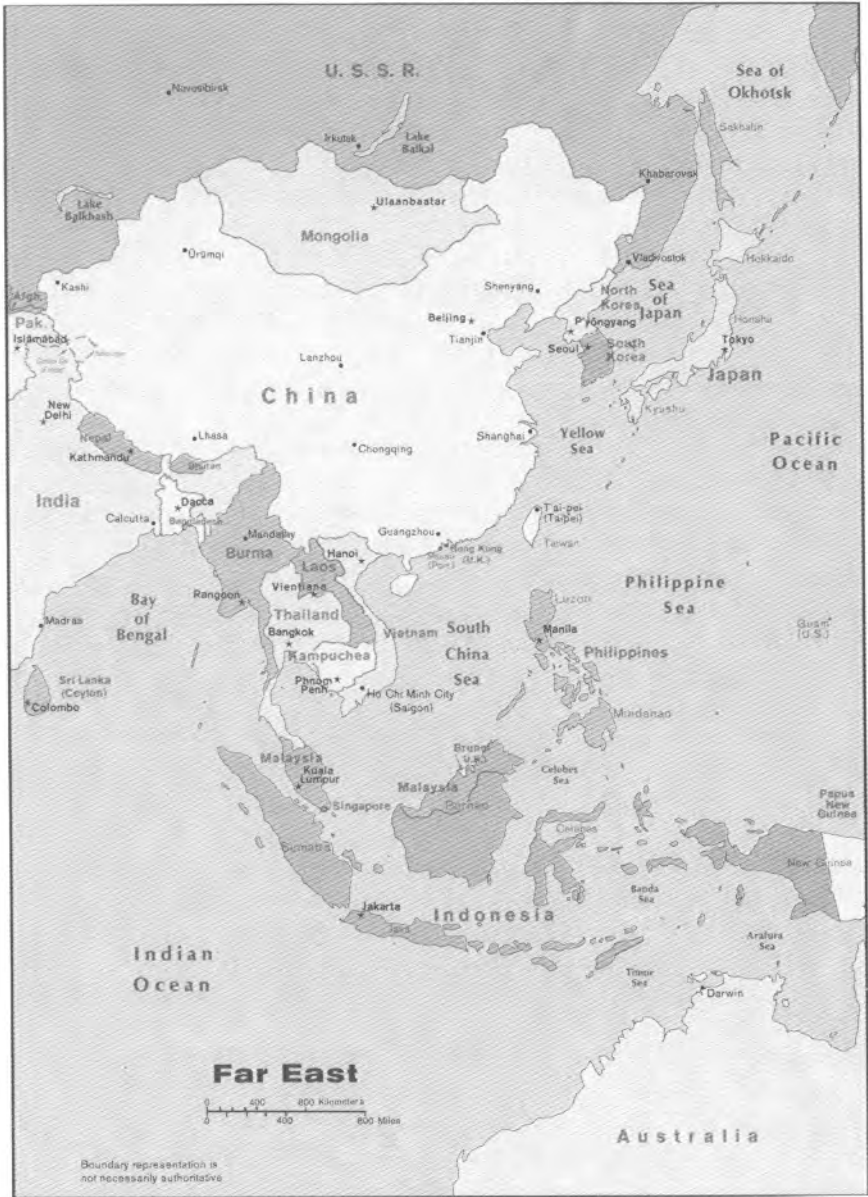 U. S. S. R.
Novosibirsk
Sea of
Okhotsk
Sakhalin
Irkutsk
Lake
Baikal
Khabarovsk
Lake
Balkhash
Ulaanbaatar
Mongolia
Ürümqi
Vladivostok
Hokkaido
Afgh.
Kashi
Shenyang
North
Korea
Sea
of
Japan
Pak.
Islāmābād
Beijing
Tianjin
P'yŏngyang
Honshu
Seoul
South
Korea
Tokyo
Lanzhou
Japan
China
New
Delhi
Kyushu
Nepal
Lhasa
Chongqing
Shanghai
Yellow
Sea
Pacific
Ocean
Kathmandu
Bhutan
India
Dacca
Bangladesh
Calcutta
T'ai-pei
(Taipei)
Taiwan
Mandalay
Guangzhou
Hong Kong
(U.K.)
(Port.)
Burma
Hanoi
Laos
Bay
of
Bengal
Rangoon
Vientiane
Thailand
Philippine
Sea
Luzon
Madras
Bangkok
Vietnam
South
China
Sea
Manila
Guam
(U.S.)
Kampuchea
Philippines
Sri Lanka
(Ceylon)
Colombo
Phnom
Penh
Ho Chi Minh City
(Saigon)
Mindanao
Malaysia
Kuala
Lumpur
Brunei
(U.K.)
Celebes
Sea
Malaysia
Singapore
Borneo
Papua
New
Guinea
Sumatra
Celebes
New Guinea
Banda
Sea
Jakarta
Java
Indonesia
Arafura
Sea
Indian
Ocean
Timor
Sea
Darwin
Far East
0 400 800 Kilometers
0 400 800 Miles
Australia
Boundary representation is
not necessarily authoritative